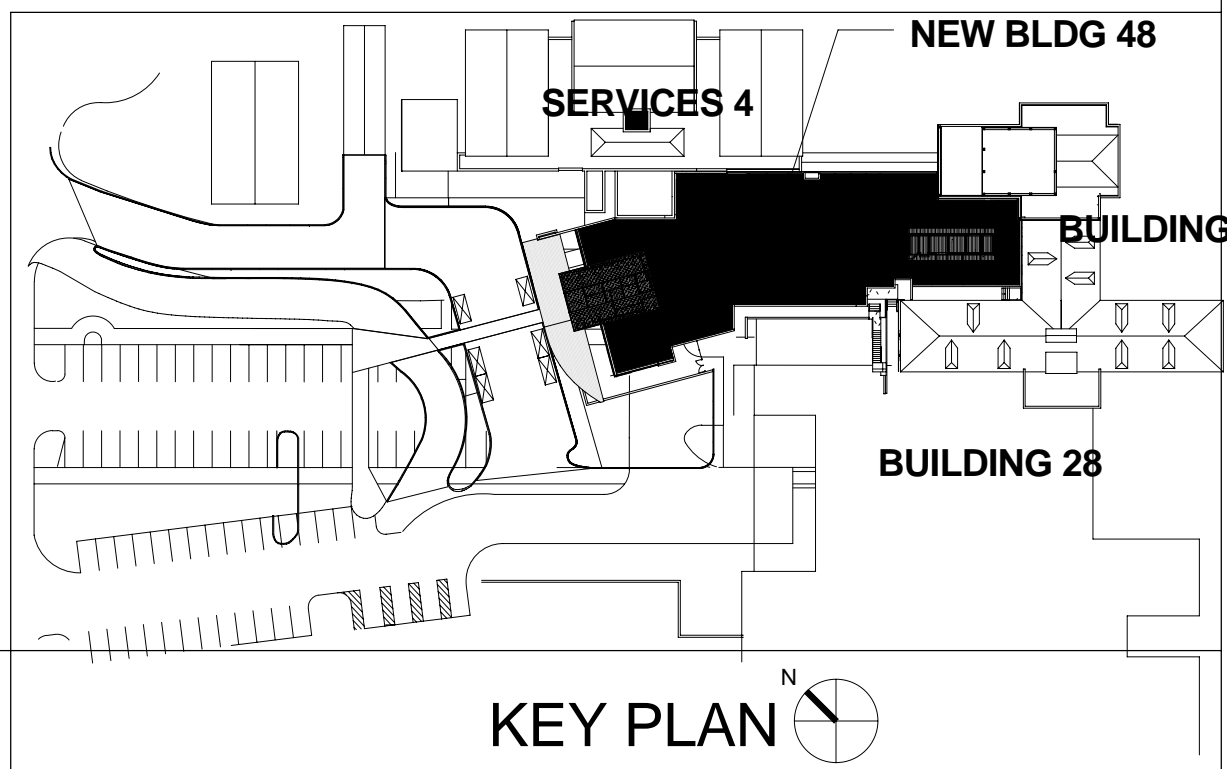 NEW BLDG 48
SERVICES 4
BUILDING
BUILDING 28
N
KEY PLAN